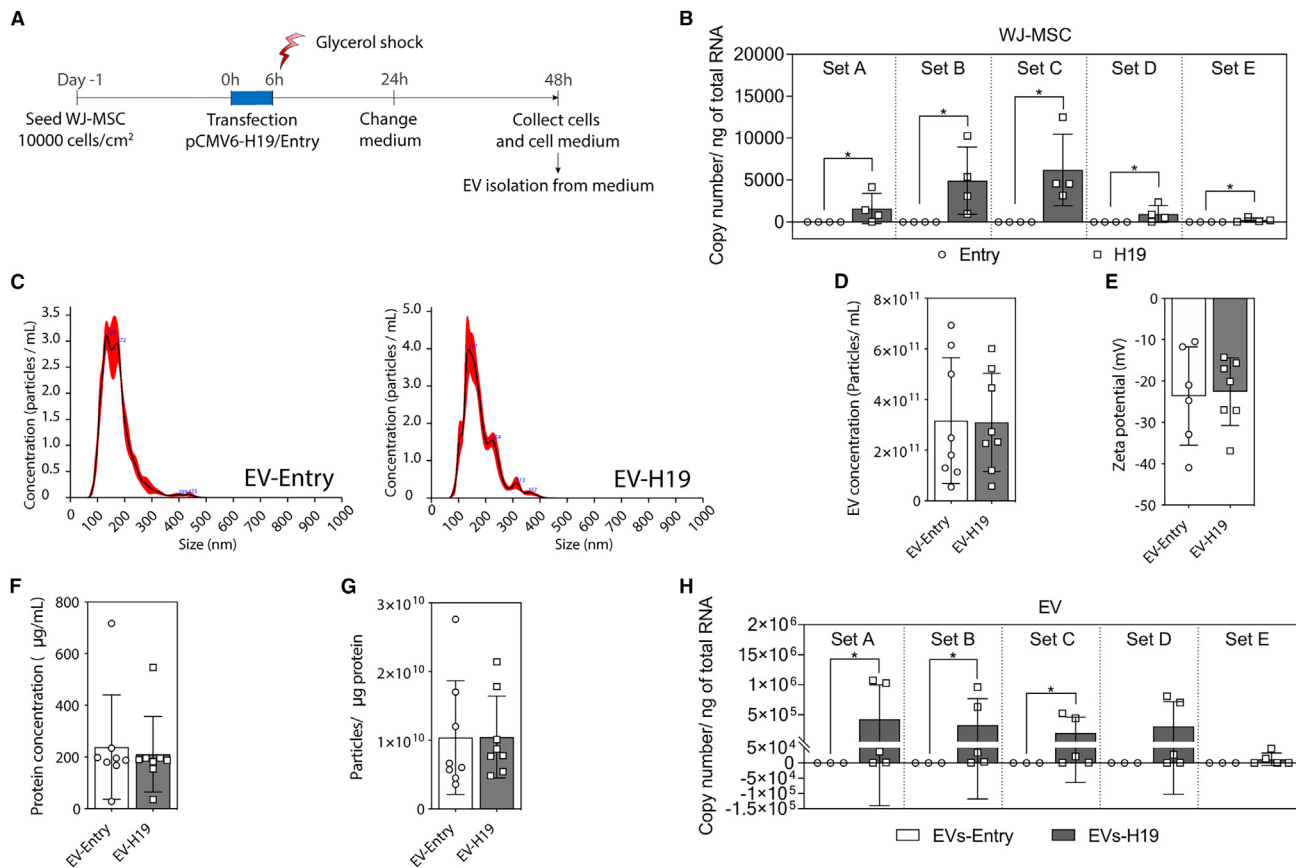 A
Glycerol shock
Day -1
0h
6h
24h
48h
Seed WJ-MSC
10000 cells/cm²
Transfection
pCMV6-H19/Entry
Change
medium
Collect cells
and cell medium
EV isolation from medium
B
WJ-MSC
Copy number/ ng of total RNA
20000
15000
10000
5000
0
Set A
Set B
Set C
Set D
Set E
*
*
*
*
*
Entry
H19
C
Concentration (particles / mL)
3.5
3.0
2.5
2.0
1.5
1.0
0.5
0
EV-Entry
0
100
200
300
400
500
600
700
800
900
1000
Size (nm)
Concentration (particles / mL)
5.0
4.0
3.0
2.0
1.0
0
EV-H19
0
100
200
300
400
500
600
700
800
900
1000
Size (nm)
D
EV concentration (Particles/ mL)
8×10¹¹
6×10¹¹
4×10¹¹
2×10¹¹
0
EV-Entry
EV-H19
E
Zeta potential (mV)
0
-10
-20
-30
-40
-50
EV-Entry
EV-H19
F
Protein concentration ( μg/mL)
800
600
400
200
0
EV-Entry
EV-H19
G
Particles/ μg protein
3×10¹⁰
2×10¹⁰
1×10¹⁰
0
EV-Entry
EV-H19
H
EV
Copy number/ ng of total RNA
2×10⁶
1×10⁶
1×10⁶
5×10⁵
5×10⁴
0
-5×10⁴
-1×10⁵
-1.5×10⁵
Set A
Set B
Set C
Set D
Set E
*
*
*
EVs-Entry
EVs-H19